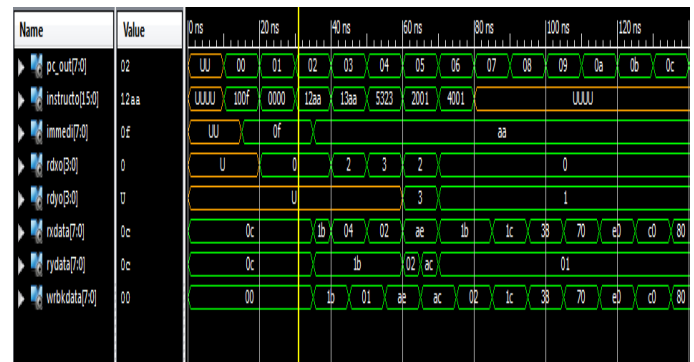 Name Value 0 ns 20 ns 40 ns 60 ns 80 ns 100 ns 120 ns
pc_out[7:0] 02 UU 00 01 02 03 04 05 06 07 08 09 0a 0b 0c
instructo[15:0] 12aa UUUU 100f 0000 12aa 13aa 5323 2001 4001 UUUU
immedi[7:0] 0f UU 0f aa
rdxo[3:0] 0 U 0 2 3 2 0
rdyo[3:0] U U 3 1
rxdata[7:0] 0c 0c 1b 04 02 ae 1b 1c 38 70 e0 c0 80
rydata[7:0] 0c 0c 1b 02 ac 01
wrbkdata[7:0] 00 00 1b 01 ae ac 02 1c 38 70 e0 c0 80